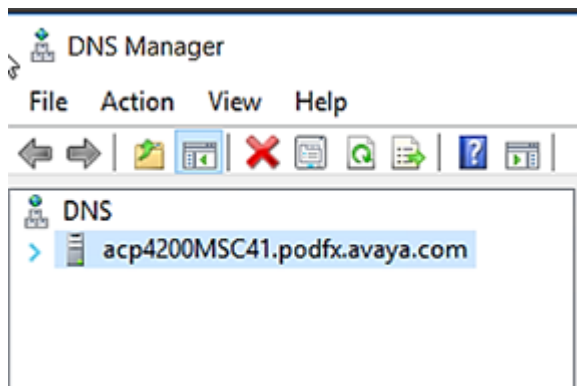 DNS Manager
File Action View Help
DNS
acp4200MSC41.podfx.avaya.com